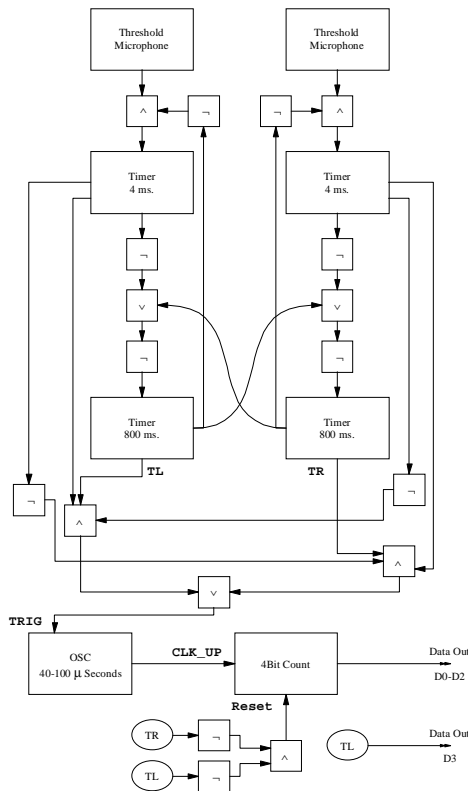 Threshold
Microphone
Threshold
Microphone
∧
¬
¬
∧
Timer
4 ms.
Timer
4 ms.
¬
¬
∨
∨
¬
¬
Timer
800 ms.
Timer
800 ms.
TL
TR
¬
¬
∧
∧
∨
TRIG
OSC
40-100 μ Seconds
CLK_UP
4Bit Count
Data Out
D0-D2
Reset
TR
¬
∧
TL
Data Out
D3
TL
¬